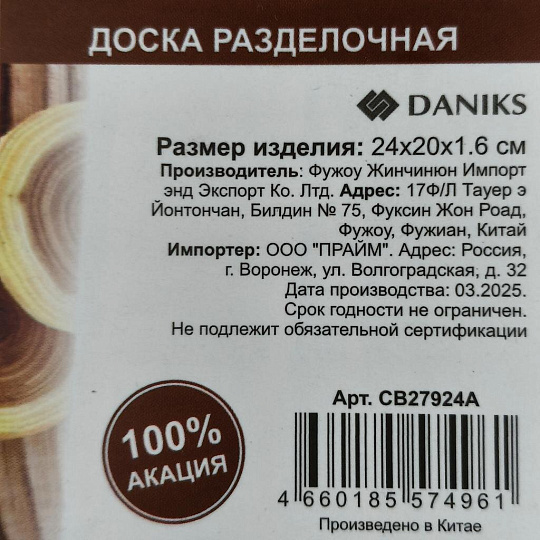 ДОСКА РАЗДЕЛОЧНАЯ
DANIKS
Размер изделия: 24х20х1.6 см
Производитель: Фужоу Жинчинюн Импорт
энд Экспорт Ко. Лтд. Адрес: 17Ф/Л Тауер э
Йонтончан, Билдин № 75, Фуксин Жон Роад,
Фужоу, Фужиан, Китай
Импортер: ООО "ПРАЙМ". Адрес: Россия,
г. Воронеж, ул. Волгоградская, д. 32
Дата производства: 03.2025.
Срок годности не ограничен.
Не подлежит обязательной сертификации
100%
АКАЦИЯ
Арт. CB27924A
4 660185 574961
Произведено в Китае